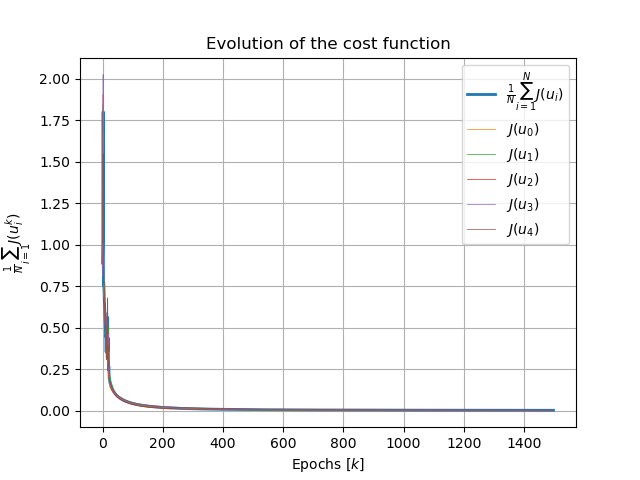 Evolution of the cost function
2.00
1.75
1.50
1.25
1.00
0.75
0.50
0.25
0.00
0
200
400
600
800
1000
1200
1400
Epochs [k]
\frac{1}{N}\sum_{i=1}^{N} J(u_i^k)
\frac{1}{N}\sum_{i=1}^{N} J(u_i)
J(u_0)
J(u_1)
J(u_2)
J(u_3)
J(u_4)